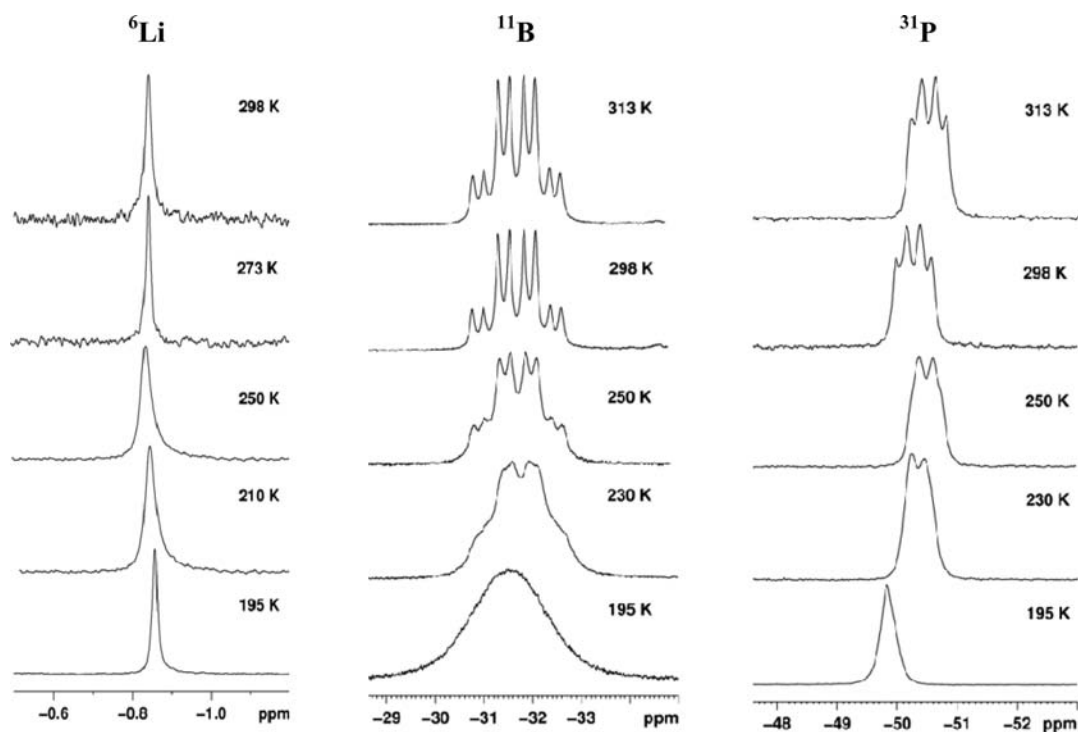 ⁶Li ¹¹B ³¹P
298 K 313 K 313 K
273 K 298 K 298 K
250 K 250 K 250 K
210 K 230 K 230 K
195 K 195 K 195 K
−0.6 −0.8 −1.0 ppm −29 −30 −31 −32 −33 ppm −48 −49 −50 −51 −52 ppm